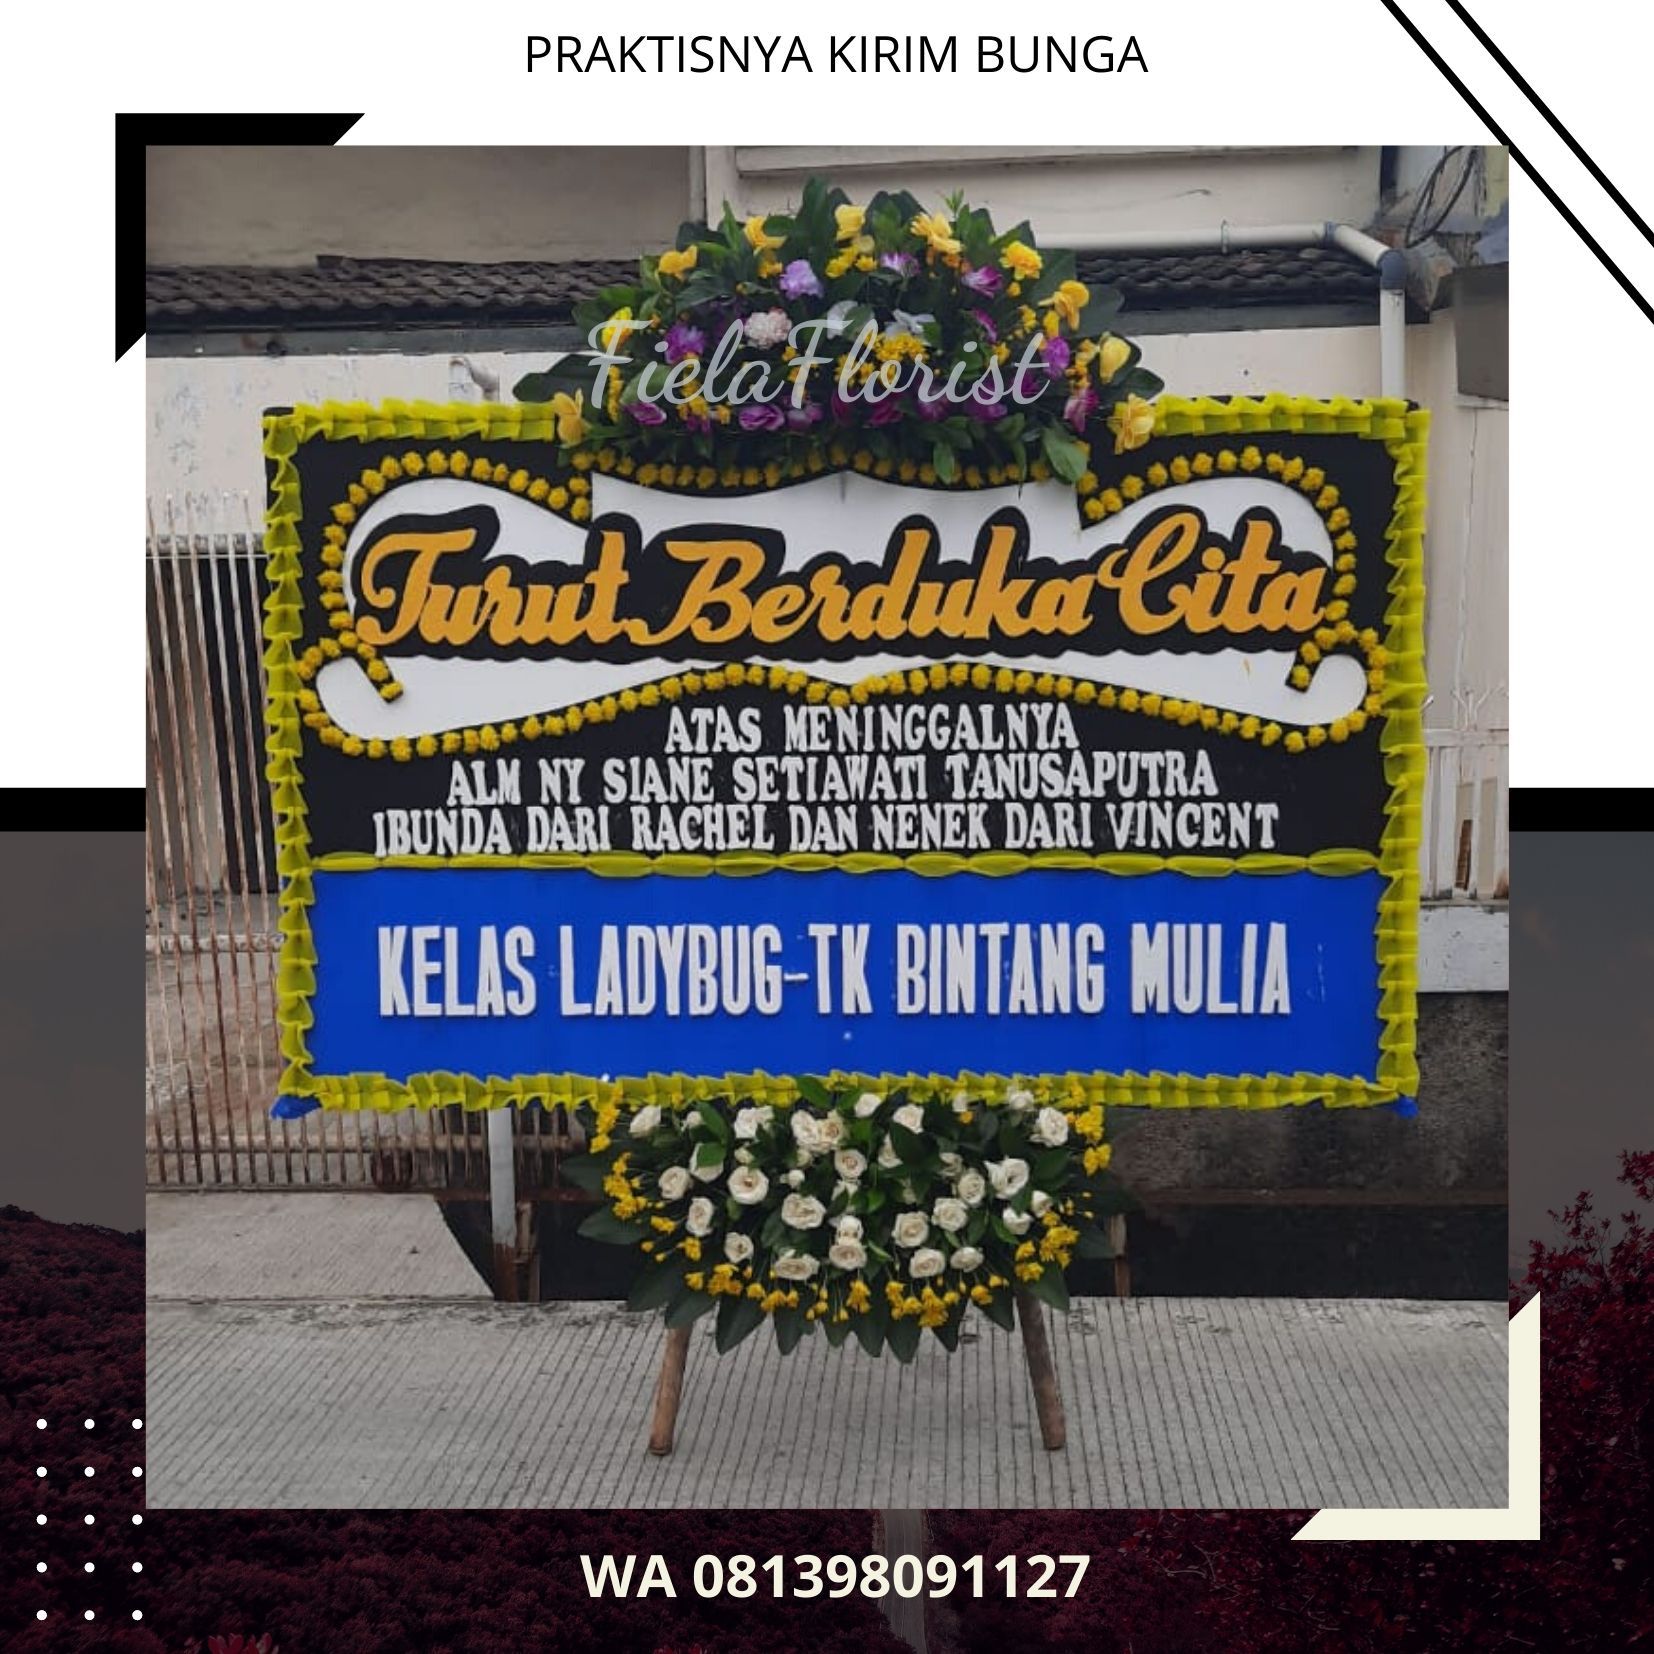 PRAKTISNYA KIRIM BUNGA
FielaFlorist
Turut Berduka Cita
ATAS MENINGGALNYA
ALM NY SIANE SETIAWATI TANUSAPUTRA
IBUNDA DARI RACHEL DAN NENEK DARI VINCENT
KELAS LADYBUG-TK BINTANG MULIA
WA 081398091127